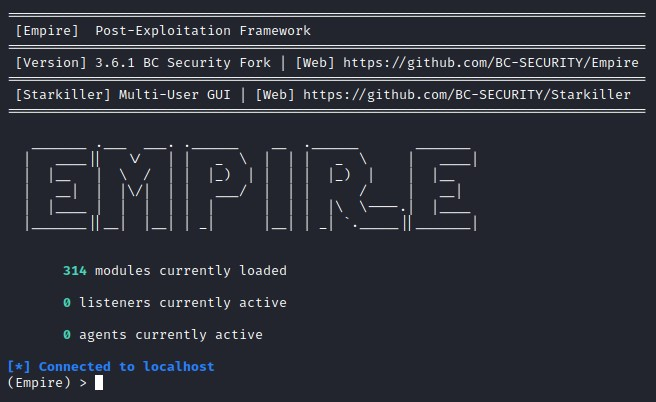 [Empire]  Post-Exploitation Framework
[Version] 3.6.1 BC Security Fork | [Web] https://github.com/BC-SECURITY/Empire
[Starkiller] Multi-User GUI | [Web] https://github.com/BC-SECURITY/Starkiller
EMPIRE
314 modules currently loaded
0 listeners currently active
0 agents currently active
[*] Connected to localhost
(Empire) >